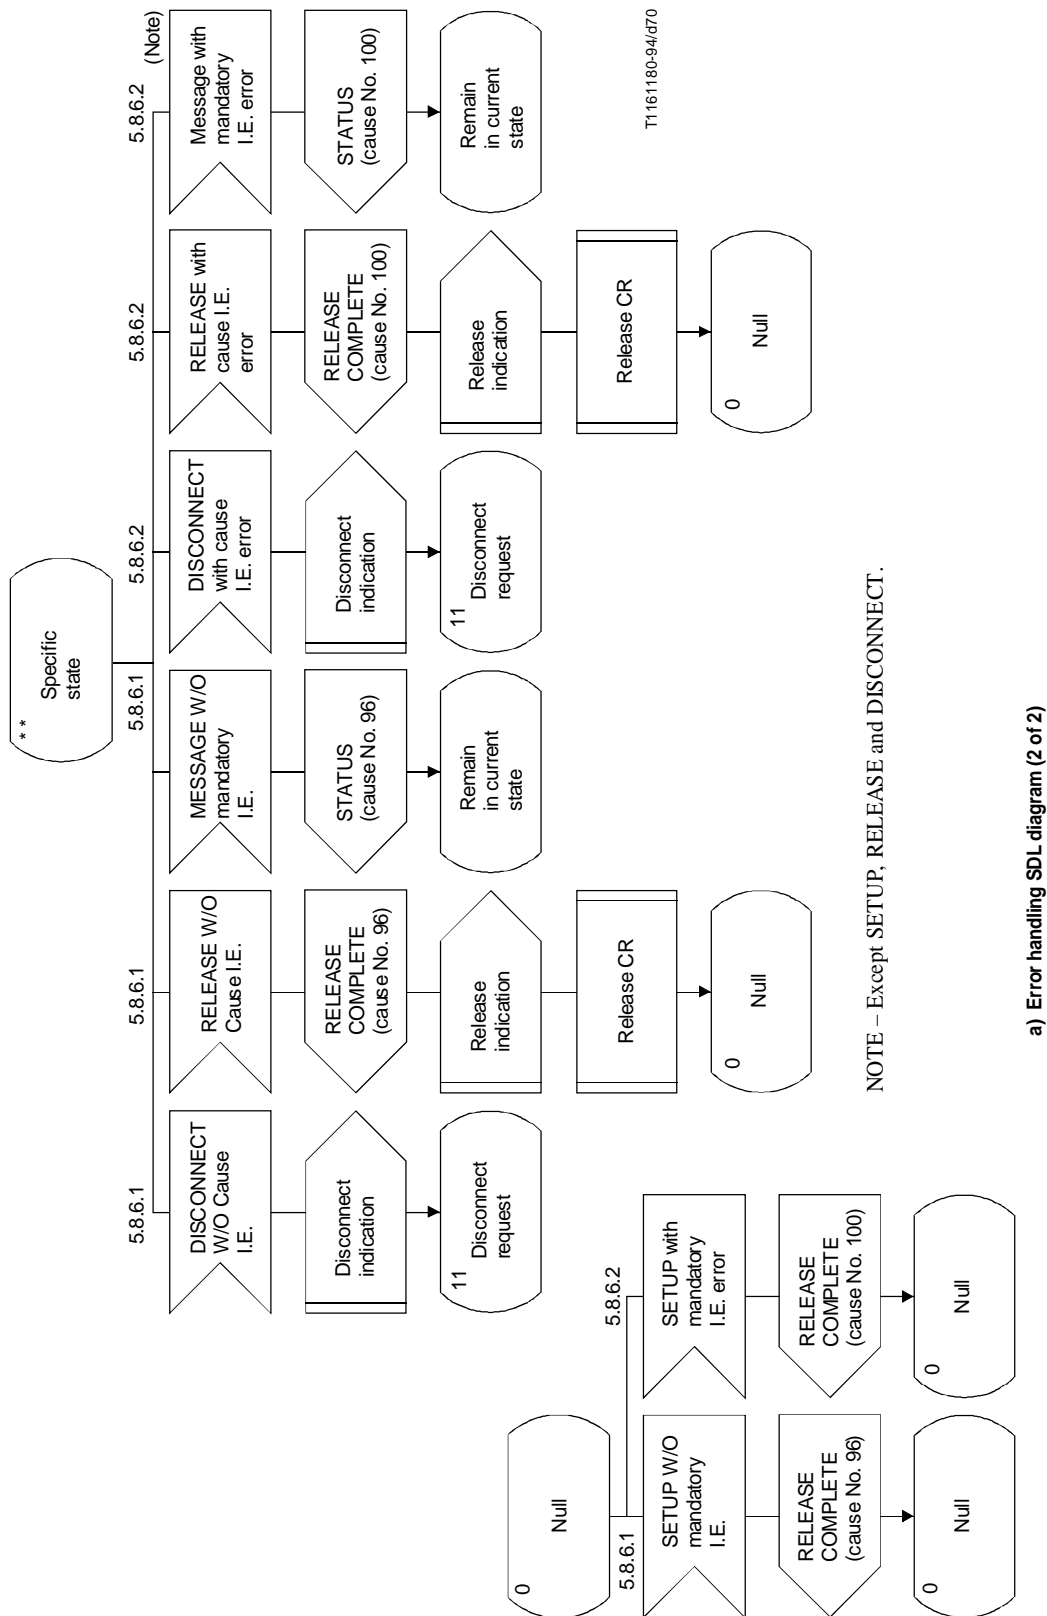 * *
Specific
state
5.8.6.1
5.8.6.1
5.8.6.1
5.8.6.2
5.8.6.2
5.8.6.2
(Note)
DISCONNECT
W/O Cause
I.E.
Disconnect
indication
11
Disconnect
request
RELEASE W/O
Cause I.E.
RELEASE
COMPLETE
(cause No. 96)
Release
indication
Release CR
0
Null
MESSAGE W/O
mandatory
I.E.
STATUS
(cause No. 96)
Remain
in current
state
DISCONNECT
with cause
I.E. error
Disconnect
indication
11
Disconnect
request
RELEASE with
cause I.E.
error
RELEASE
COMPLETE
(cause No. 100)
Release
indication
Release CR
0
Null
Message with
mandatory
I.E. error
STATUS
(cause No. 100)
Remain
in current
state
0
Null
5.8.6.1
5.8.6.2
SETUP W/O
mandatory
I.E.
RELEASE
COMPLETE
(cause No. 96)
0
Null
SETUP with
mandatory
I.E. error
RELEASE
COMPLETE
(cause No. 100)
0
Null
T1161180-94/d70
NOTE – Except SETUP, RELEASE and DISCONNECT.
a) Error handling SDL diagram (2 of 2)